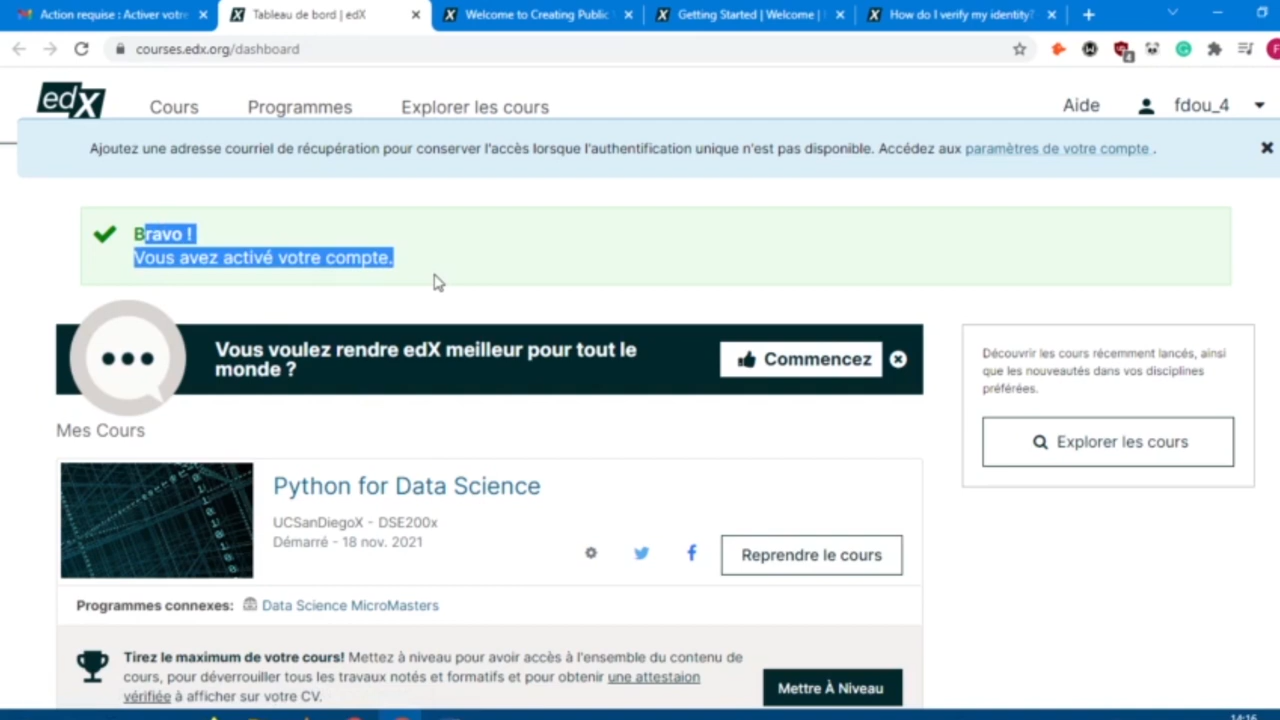 Action requise : Activer votre
Tableau de bord | edX
Welcome to Creating Public
Getting Started | Welcome |
How do I verify my identity?
courses.edx.org/dashboard
4
F
edX
Cours
Programmes
Explorer les cours
Aide
fdou_4
Ajoutez une adresse courriel de récupération pour conserver l'accès lorsque l'authentification unique n'est pas disponible. Accédez aux paramètres de votre compte .
Bravo !
Vous avez activé votre compte.
Vous voulez rendre edX meilleur pour tout le
monde ?
Commencez
Découvrir les cours récemment lancés, ainsi
que les nouveautés dans vos disciplines
préférées.
Explorer les cours
Mes Cours
Python for Data Science
UCSanDiegoX - DSE200x
Démarré - 18 nov. 2021
Reprendre le cours
Programmes connexes: Data Science MicroMasters
Tirez le maximum de votre cours! Mettez à niveau pour avoir accès à l'ensemble du contenu de
cours, pour déverrouiller tous les travaux notés et formatifs et pour obtenir une attestaion
vérifiée à afficher sur votre CV.
Mettre À Niveau
14:16